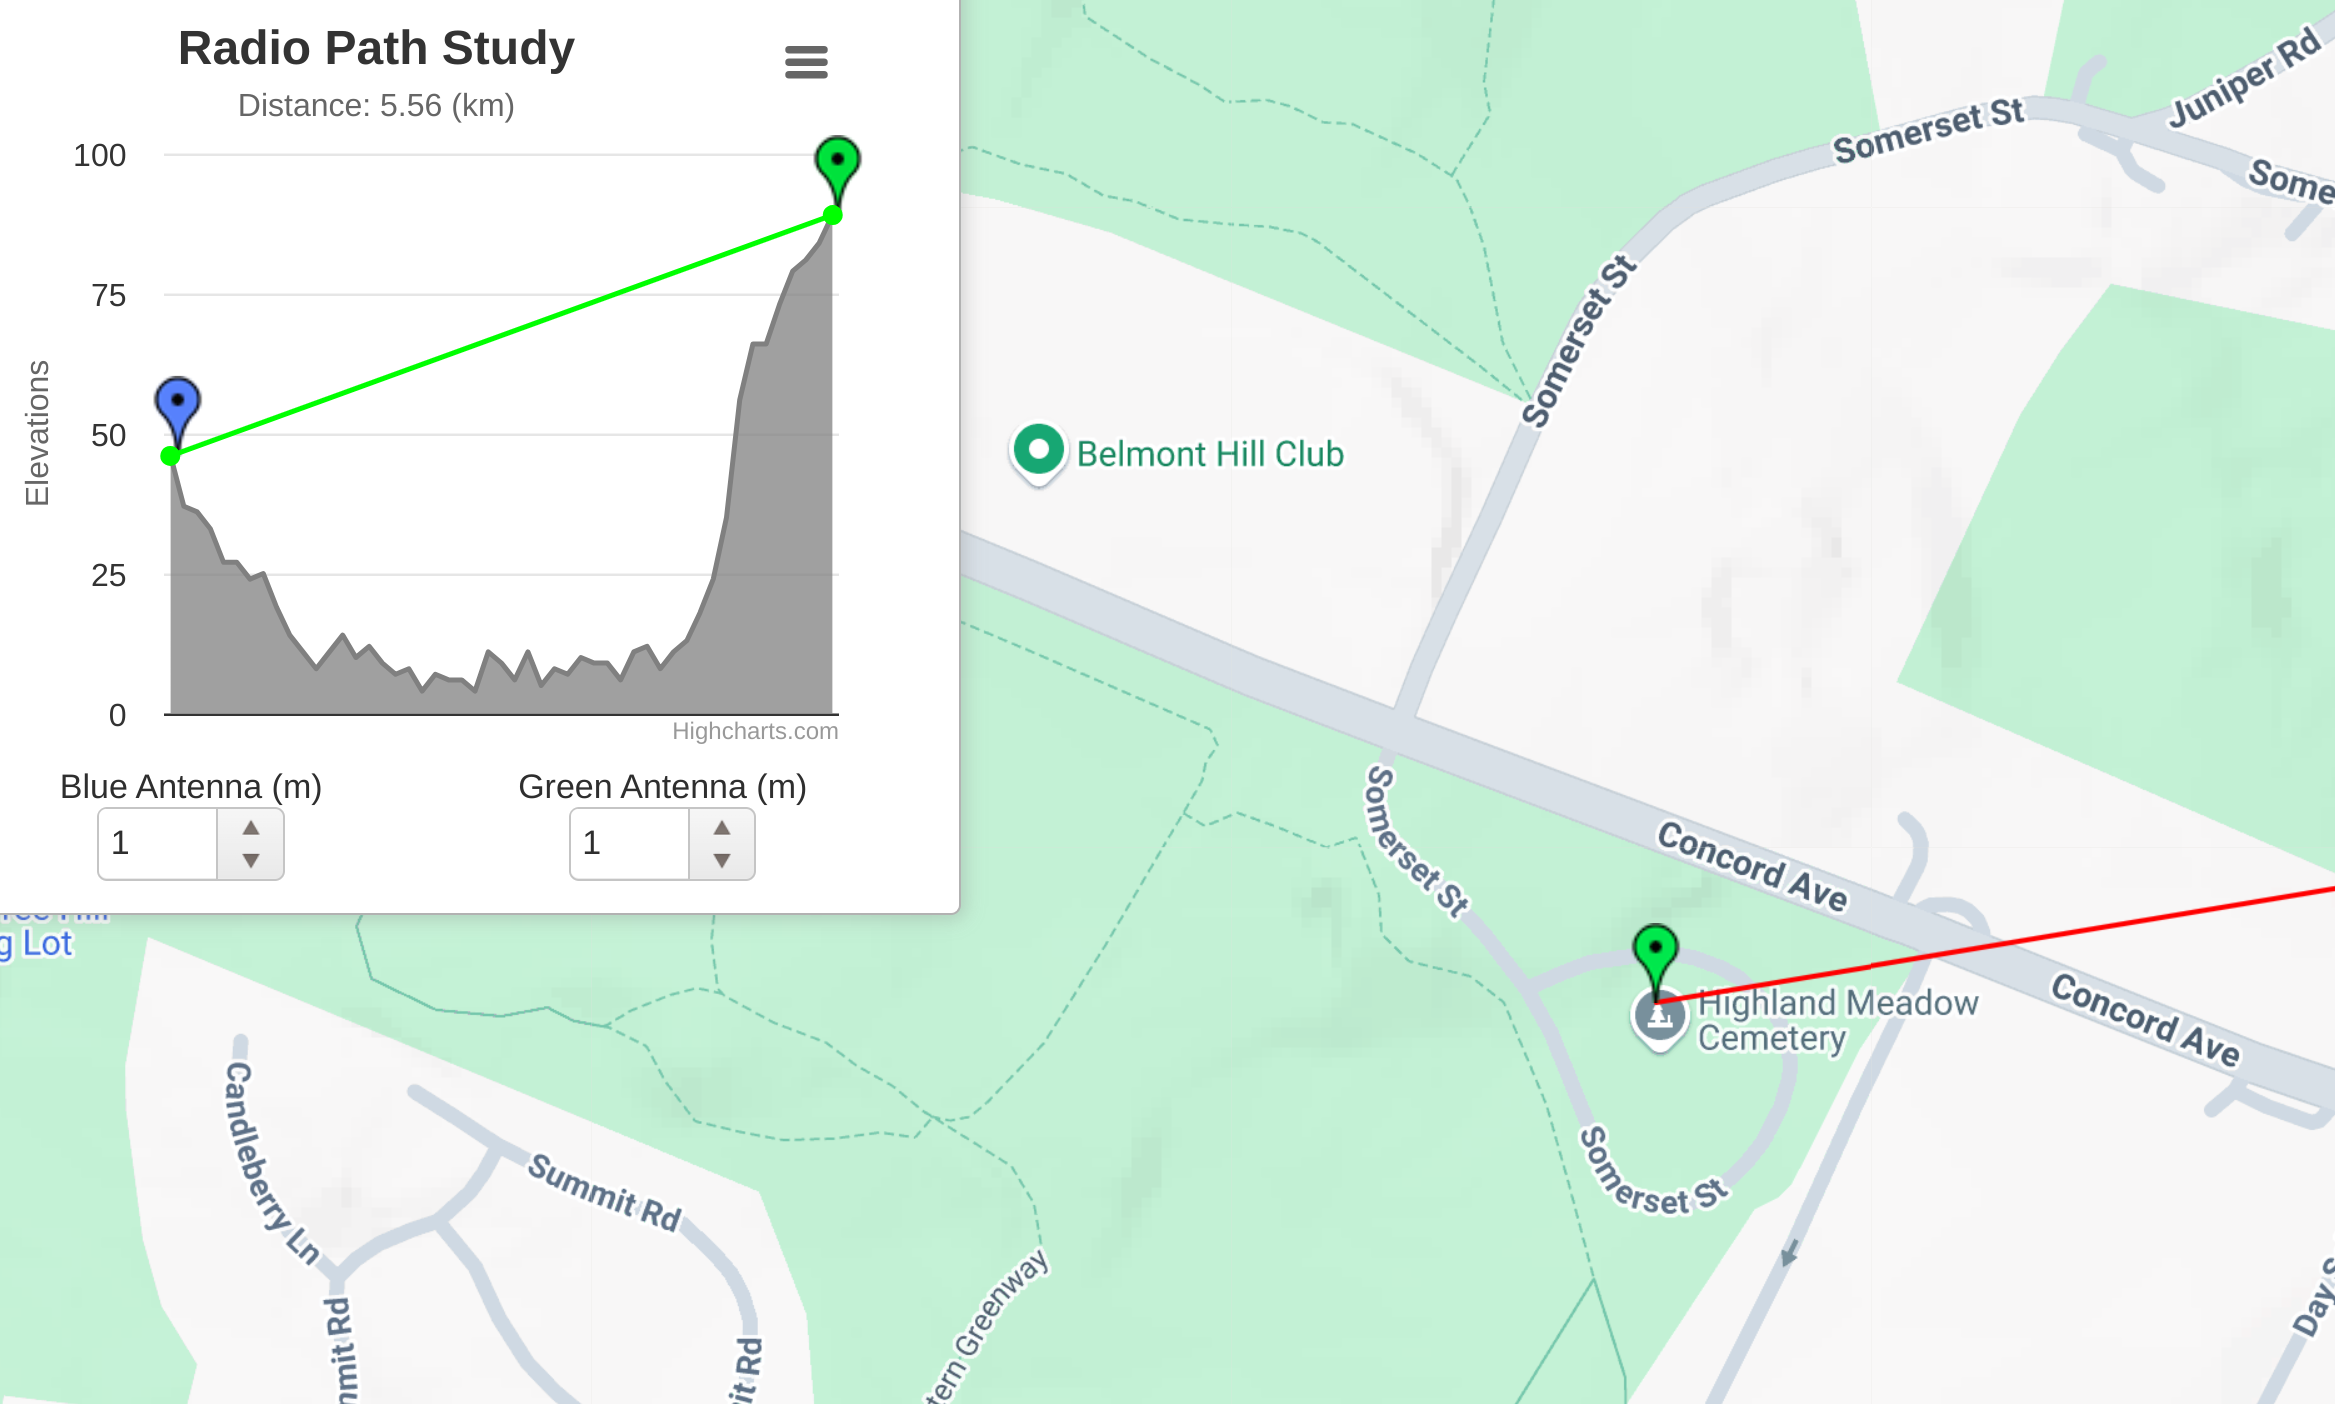 Radio Path Study
Distance: 5.56 (km)
100
75
50
25
0
Elevations
Highcharts.com
Blue Antenna (m)
Green Antenna (m)
1
1
Juniper Rd
Somerset St
Some
Somerset St
Belmont Hill Club
Somerset St
Concord Ave
Highland Meadow
Cemetery
Concord Ave
g Lot
Candleberry Ln
Summit Rd
Somerset St
mmit Rd
it Rd
tern Greenway
Day S